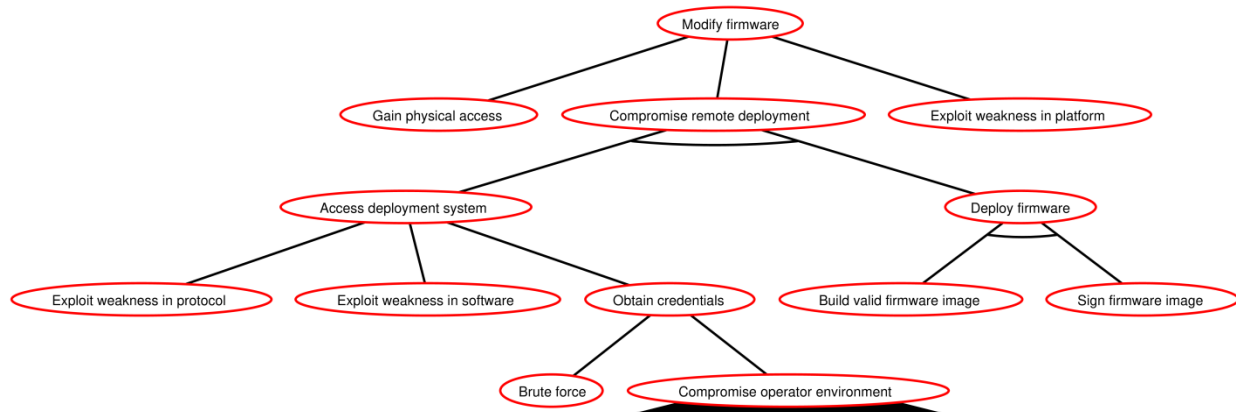 Modify firmware
Gain physical access
Compromise remote deployment
Exploit weakness in platform
Access deployment system
Deploy firmware
Exploit weakness in protocol
Exploit weakness in software
Obtain credentials
Build valid firmware image
Sign firmware image
Brute force
Compromise operator environment